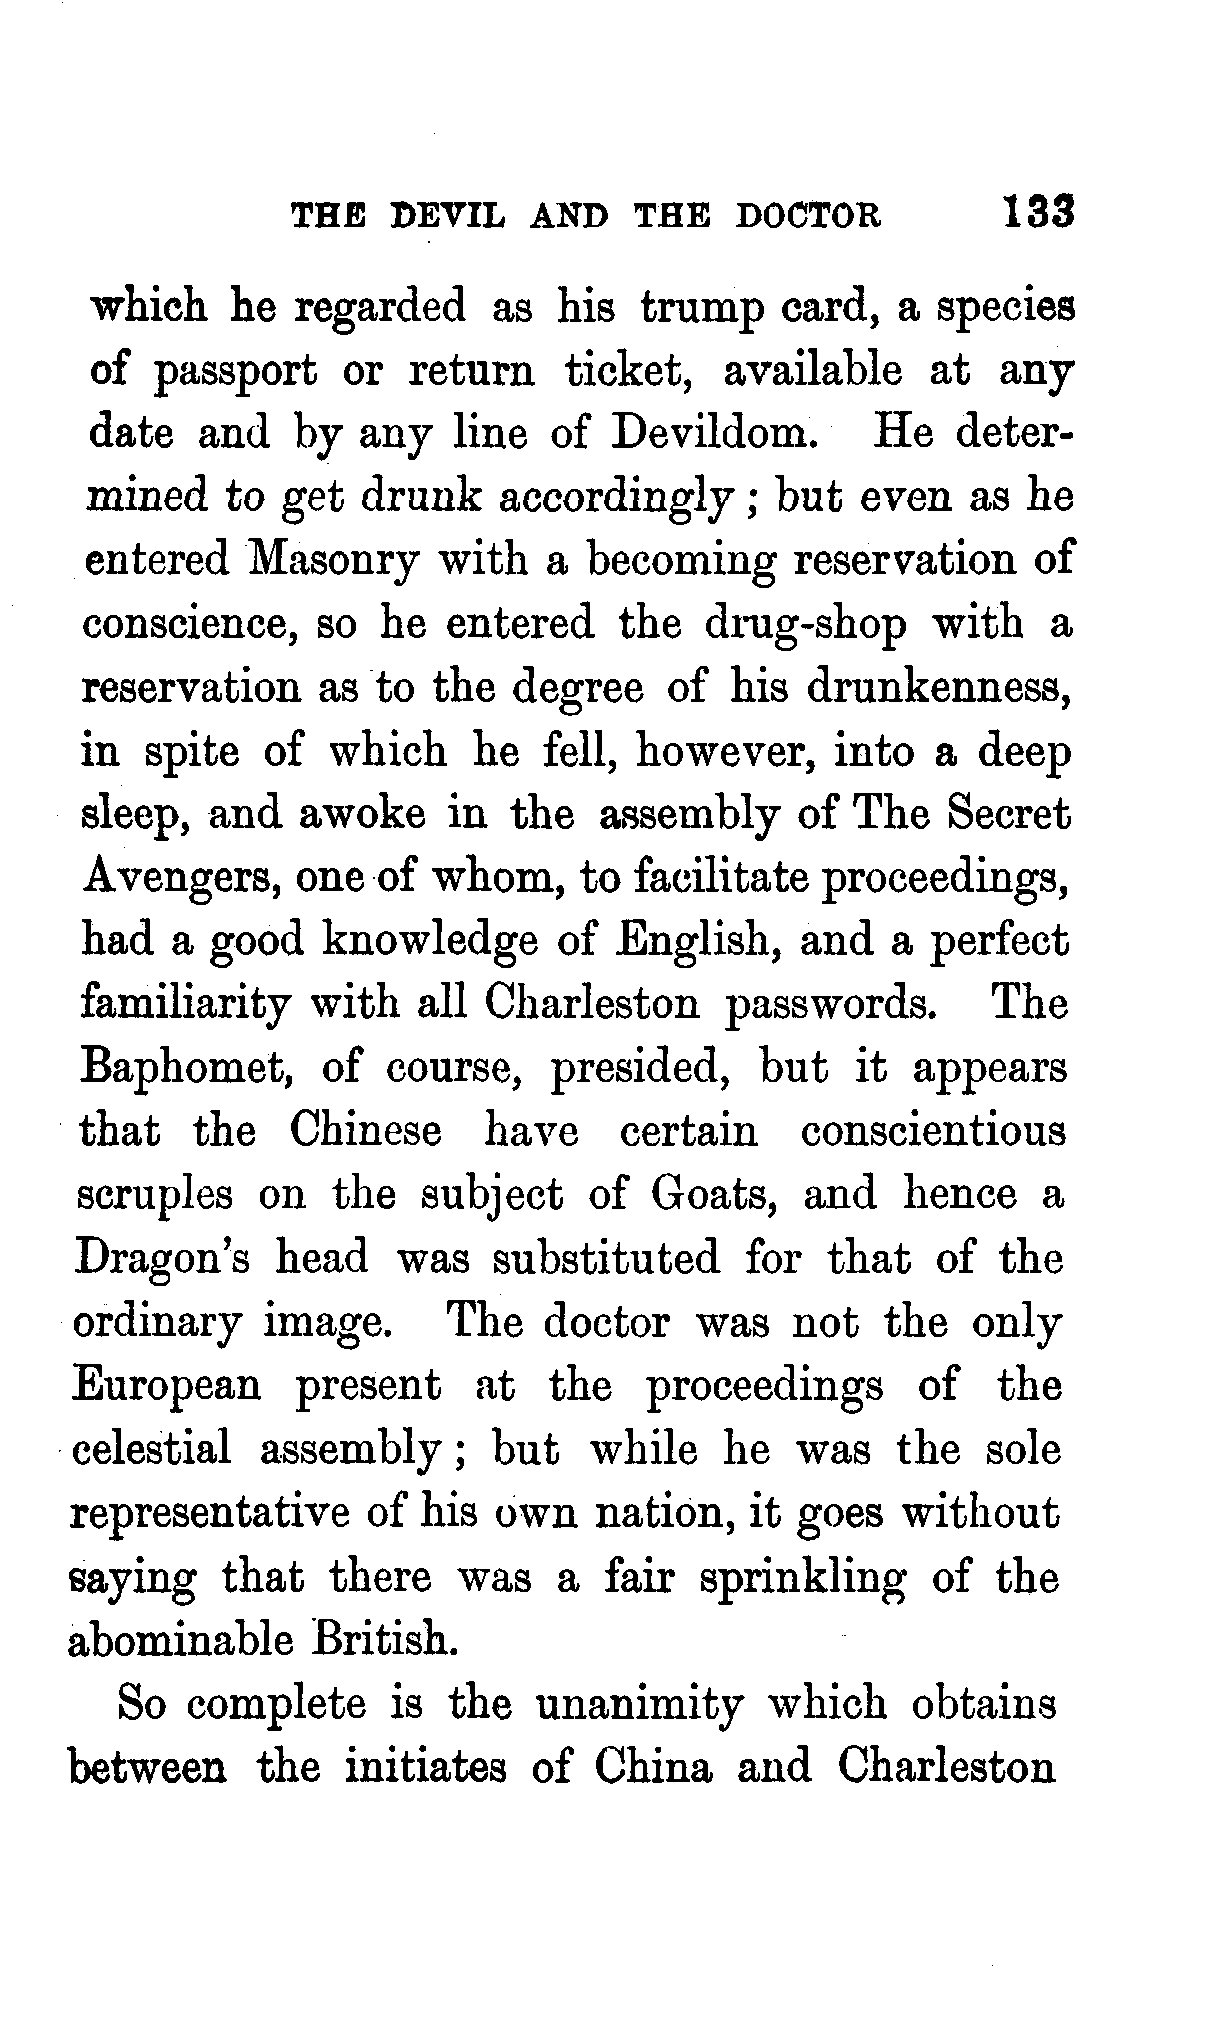 THE DEVIL AND THE DOCTOR 133
which he regarded as his trump card, a species
of passport or return ticket, available at any
date and by any line of Devildom. He deter-
mined to get drunk accordingly ; but even as he
entered Masonry with a becoming reservation of
conscience, so he entered the drug-shop with a
reservation as to the degree of his drunkenness,
in spite of which he fell, however, into a deep
sleep, and awoke in the assembly of The Secret
Avengers, one of whom, to facilitate proceedings,
had a good knowledge of English, and a perfect
familiarity with all Charleston passwords. The
Baphomet, of course, presided, but it appears
that the Chinese have certain conscientious
scruples on the subject of Goats, and hence a
Dragon's head was substituted for that of the
ordinary image. The doctor was not the only
European present at the proceedings of the
celestial assembly ; but while he was the sole
representative of his own nation, it goes without
saying that there was a fair sprinkling of the
abominable British.
So complete is the unanimity which obtains
between the initiates of China and Charleston